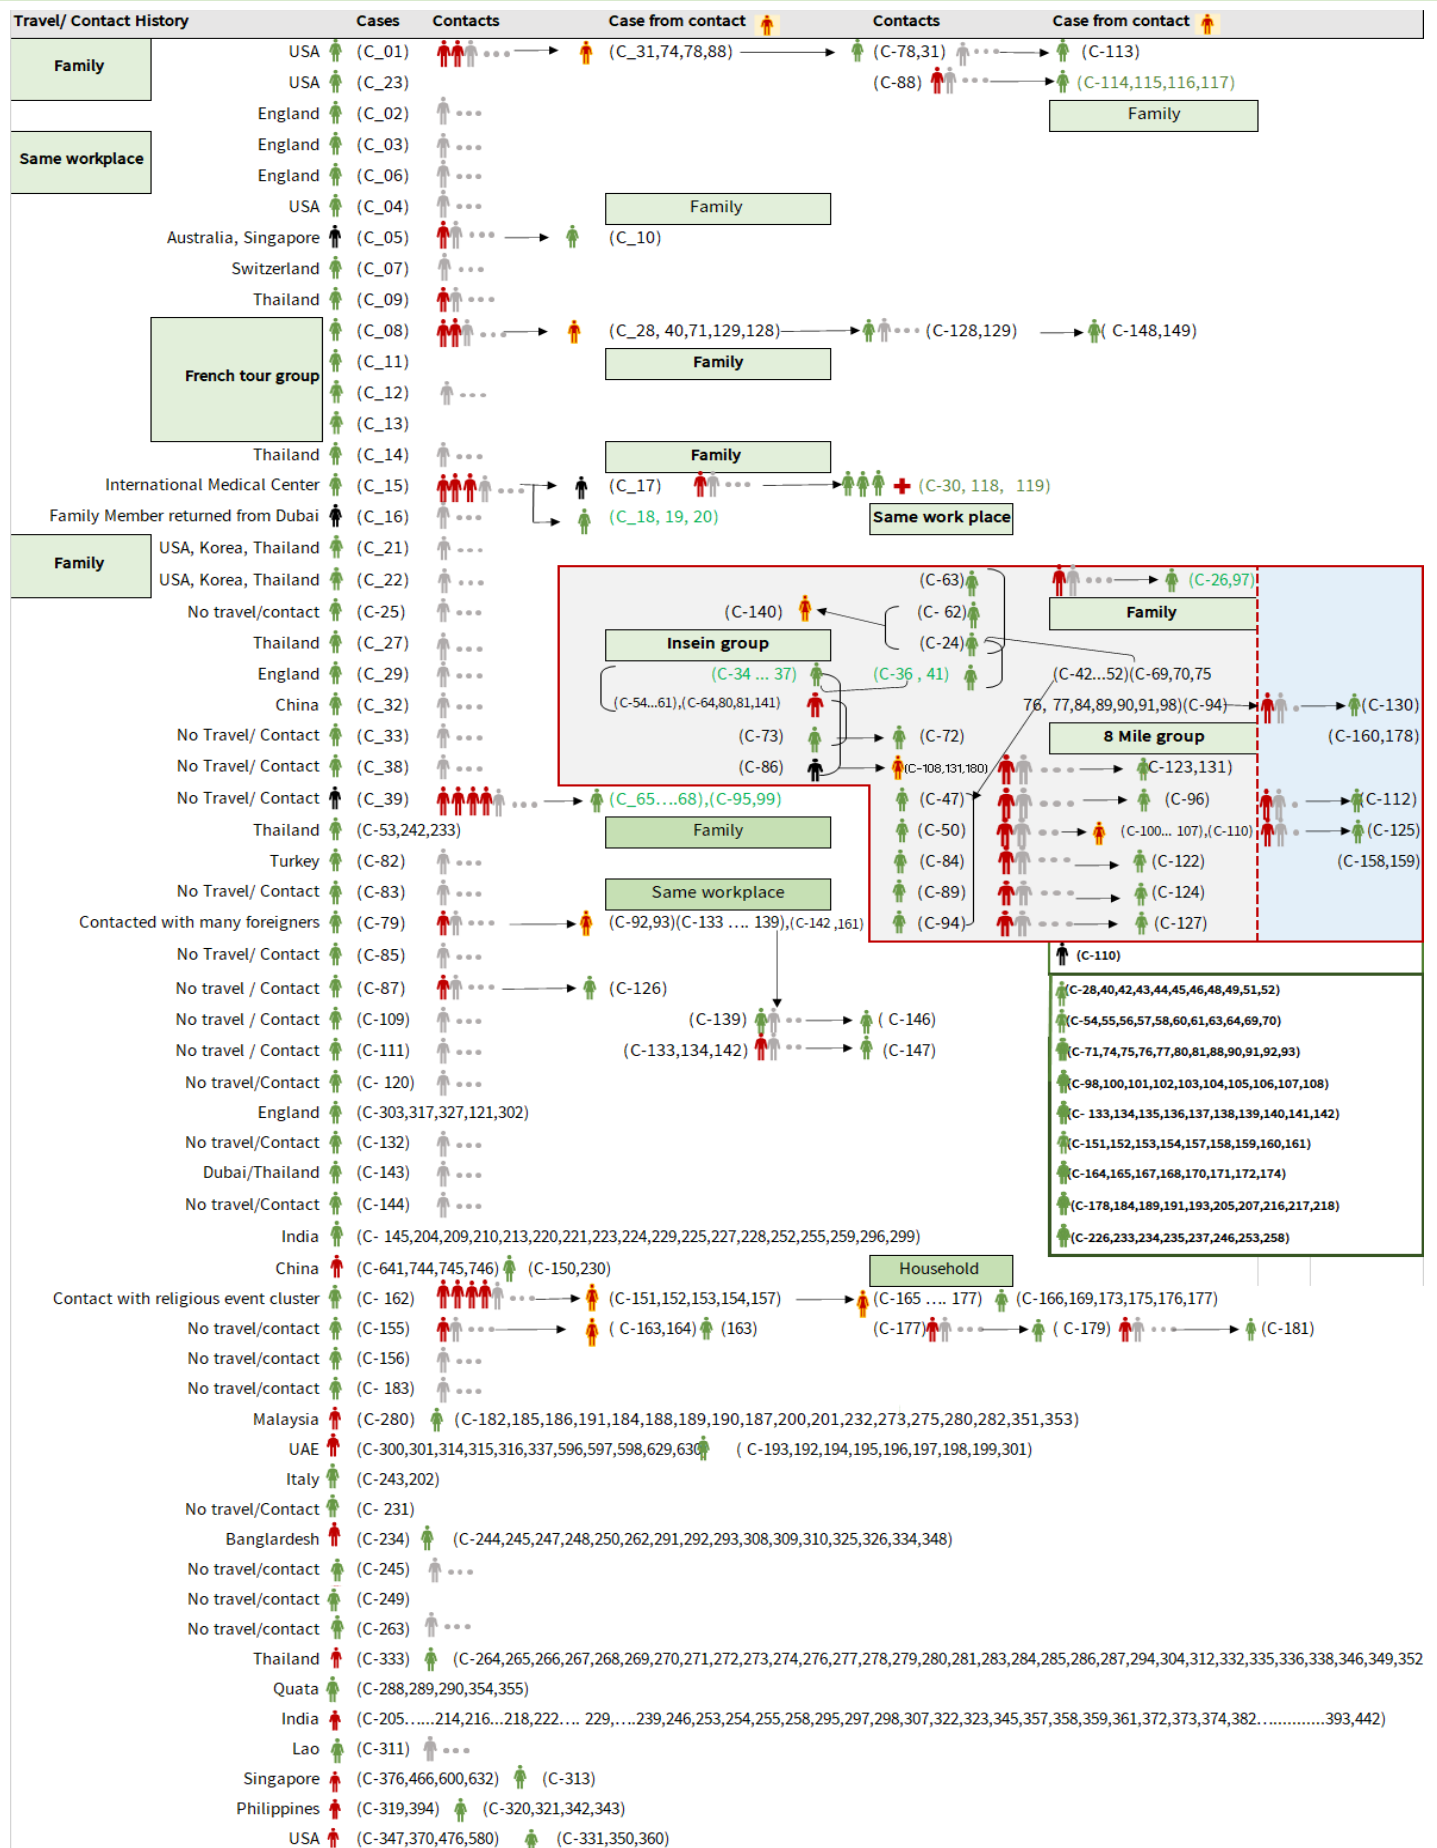 Travel/ Contact History Cases Contacts Case from contact Contacts Case from contact
Family
USA (C_01) (C_31,74,78,88) (C-78,31) (C-113)
USA (C_23) (C-88) (C-114,115,116,117)
England (C_02) Family
Same workplace
England (C_03)
England (C_06)
USA (C_04) Family
Australia, Singapore (C_05) (C_10)
Switzerland (C_07)
Thailand (C_09)
French tour group
(C_08) (C_28, 40,71,129,128) (C-128,129) ( C-148,149)
(C_11) Family
(C_12)
(C_13)
Thailand (C_14) Family
International Medical Center (C_15) (C_17) (C-30, 118, 119)
Family Member returned from Dubai (C_16) (C_18, 19, 20) Same work place
Family
USA, Korea, Thailand (C_21)
USA, Korea, Thailand (C_22) (C-63) (C-26,97)
No travel/contact (C-25) (C-140) (C- 62) Family
Thailand (C_27) Insein group (C-24)
England (C_29) (C-34 ... 37) (C-36 , 41) (C-42...52)(C-69,70,75
China (C_32) (C-54...61),(C-64,80,81,141) 76, 77,84,89,90,91,98)(C-94) (C-130)
No Travel/ Contact (C_33) (C-73) (C-72) 8 Mile group (C-160,178)
No Travel/ Contact (C_38) (C-86) (C-108,131,180) C-123,131)
No Travel/ Contact (C_39) (C_65....68),(C-95,99) (C-47) (C-96) (C-112)
Thailand (C-53,242,233) Family (C-50) (C-100... 107),(C-110) (C-125)
Turkey (C-82) (C-84) (C-122) (C-158,159)
No Travel/ Contact (C-83) Same workplace (C-89) (C-124)
Contacted with many foreigners (C-79) (C-92,93)(C-133 .... 139),(C-142 ,161) (C-94) (C-127)
No Travel/ Contact (C-85) (C-110)
No travel / Contact (C-87) (C-126) (C-28,40,42,43,44,45,46,48,49,51,52)
No travel / Contact (C-109) (C-139) ( C-146) (C-54,55,56,57,58,60,61,63,64,69,70)
No travel / Contact (C-111) (C-133,134,142) (C-147) (C-71,74,75,76,77,80,81,88,90,91,92,93)
No travel/Contact (C- 120) (C-98,100,101,102,103,104,105,106,107,108)
England (C-303,317,327,121,302) (C- 133,134,135,136,137,138,139,140,141,142)
No travel/Contact (C-132) (C-151,152,153,154,157,158,159,160,161)
Dubai/Thailand (C-143) (C-164,165,167,168,170,171,172,174)
No travel/Contact (C-144) (C-178,184,189,191,193,205,207,216,217,218)
India (C- 145,204,209,210,213,220,221,223,224,229,225,227,228,252,255,259,296,299) (C-226,233,234,235,237,246,253,258)
China (C-641,744,745,746) (C-150,230) Household
Contact with religious event cluster (C- 162) (C-151,152,153,154,157) (C-165 .... 177) (C-166,169,173,175,176,177)
No travel/contact (C-155) ( C-163,164) (163) (C-177) ( C-179) (C-181)
No travel/contact (C-156)
No travel/contact (C- 183)
Malaysia (C-280) (C-182,185,186,191,184,188,189,190,187,200,201,232,273,275,280,282,351,353)
UAE (C-300,301,314,315,316,337,596,597,598,629,630 ( C-193,192,194,195,196,197,198,199,301)
Italy (C-243,202)
No travel/Contact (C- 231)
Banglardesh (C-234) (C-244,245,247,248,250,262,291,292,293,308,309,310,325,326,334,348)
No travel/contact (C-245)
No travel/contact (C-249)
No travel/contact (C-263)
Thailand (C-333) (C-264,265,266,267,268,269,270,271,272,273,274,276,277,278,279,280,281,283,284,285,286,287,294,304,312,332,335,336,338,346,349,352
Quata (C-288,289,290,354,355)
India (C-205......214,216...218,222.... 229,....239,246,253,254,255,258,295,297,298,307,322,323,345,357,358,359,361,372,373,374,382..............393,442)
Lao (C-311)
Singapore (C-376,466,600,632) (C-313)
Philippines (C-319,394) (C-320,321,342,343)
USA (C-347,370,476,580) (C-331,350,360)